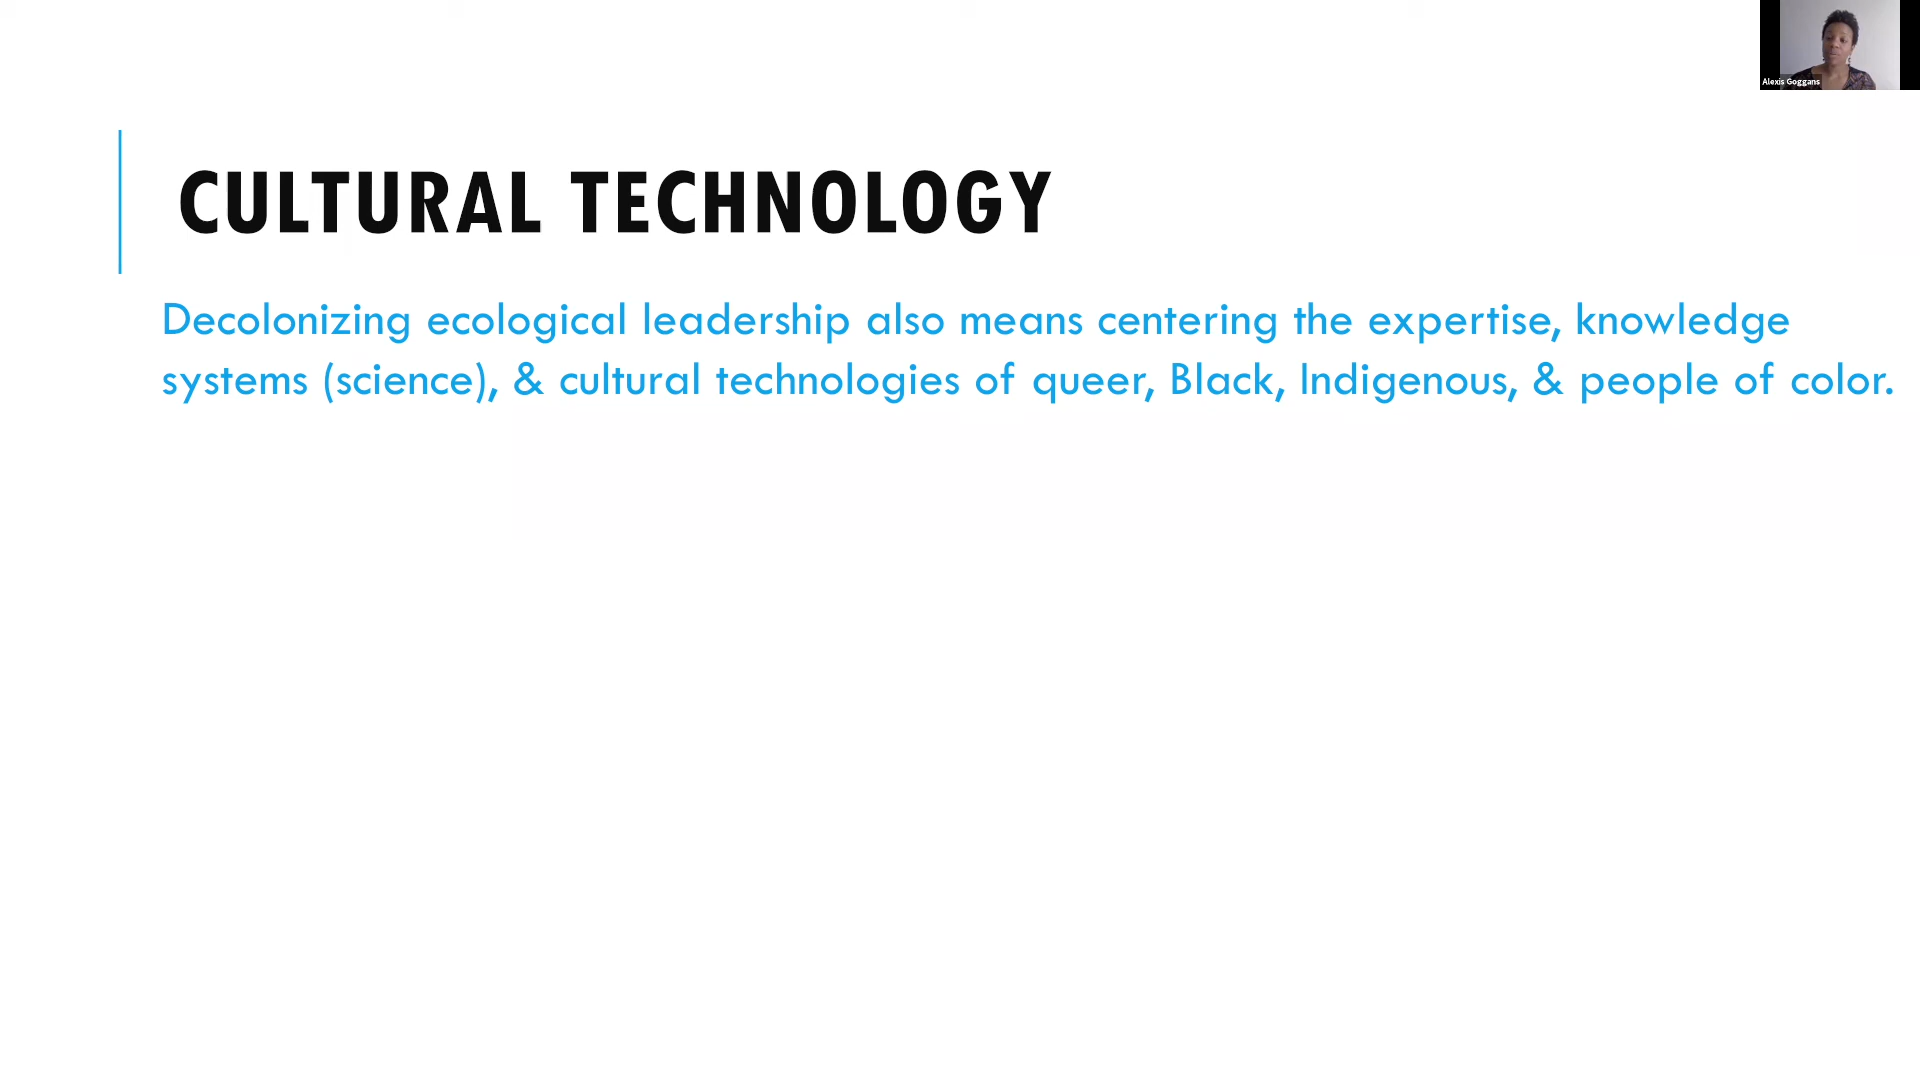 Alexis Goggans
CULTURAL TECHNOLOGY
Decolonizing ecological leadership also means centering the expertise, knowledge
systems (science), & cultural technologies of queer, Black, Indigenous, & people of color.